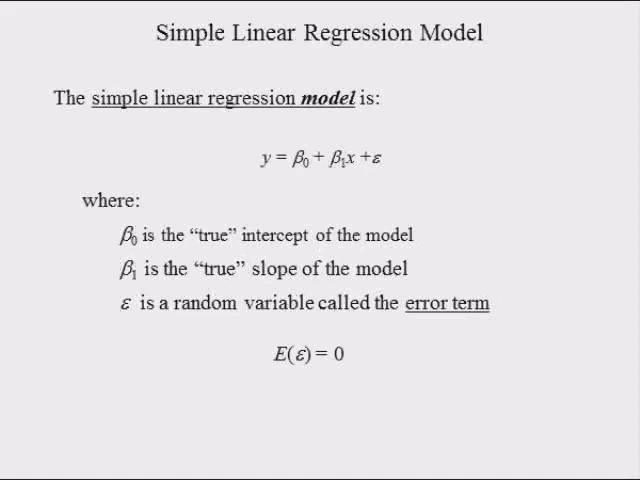 Simple Linear Regression Model
The simple linear regression model is:
y = β₀ + β₁x +ε
where:
β₀ is the “true” intercept of the model
β₁ is the “true” slope of the model
ε is a random variable called the error term
E(ε) = 0